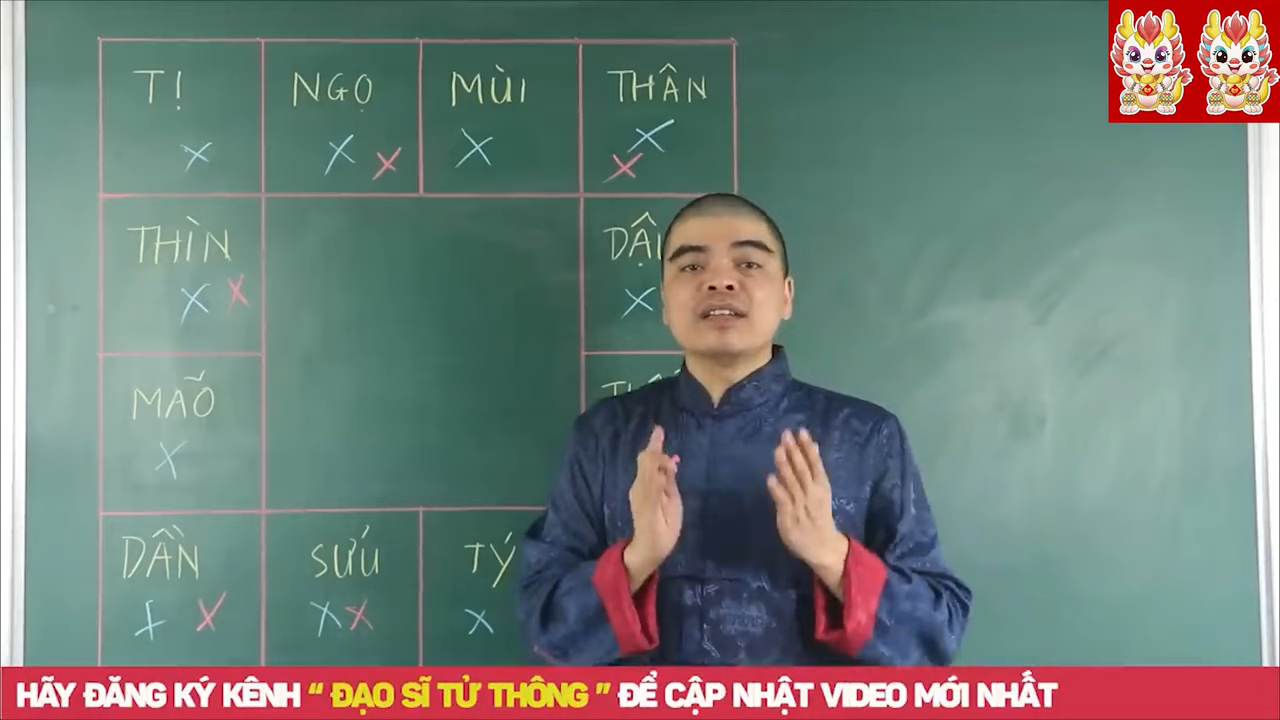 TỊ NGỌ MÙI THÂN
THÌN
MÃO
DẦN SỬU TÝ
HÃY ĐĂNG KÝ KÊNH “ ĐẠO SĨ TỬ THÔNG ” ĐỂ CẬP NHẬT VIDEO MỚI NHẤT